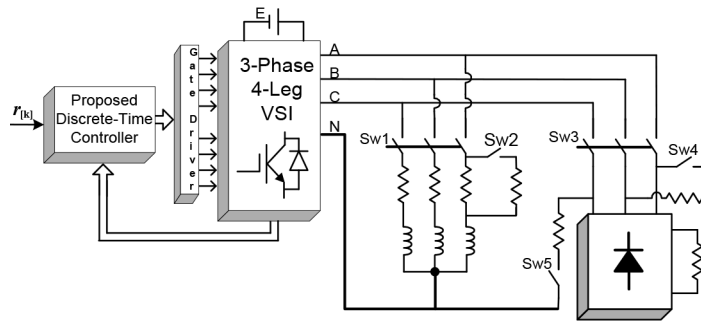 r[k]
Proposed
Discrete-Time
Controller
Gate Driver
E
3-Phase
4-Leg
VSI
A
B
C
N
Sw1
Sw2
Sw3
Sw4
Sw5